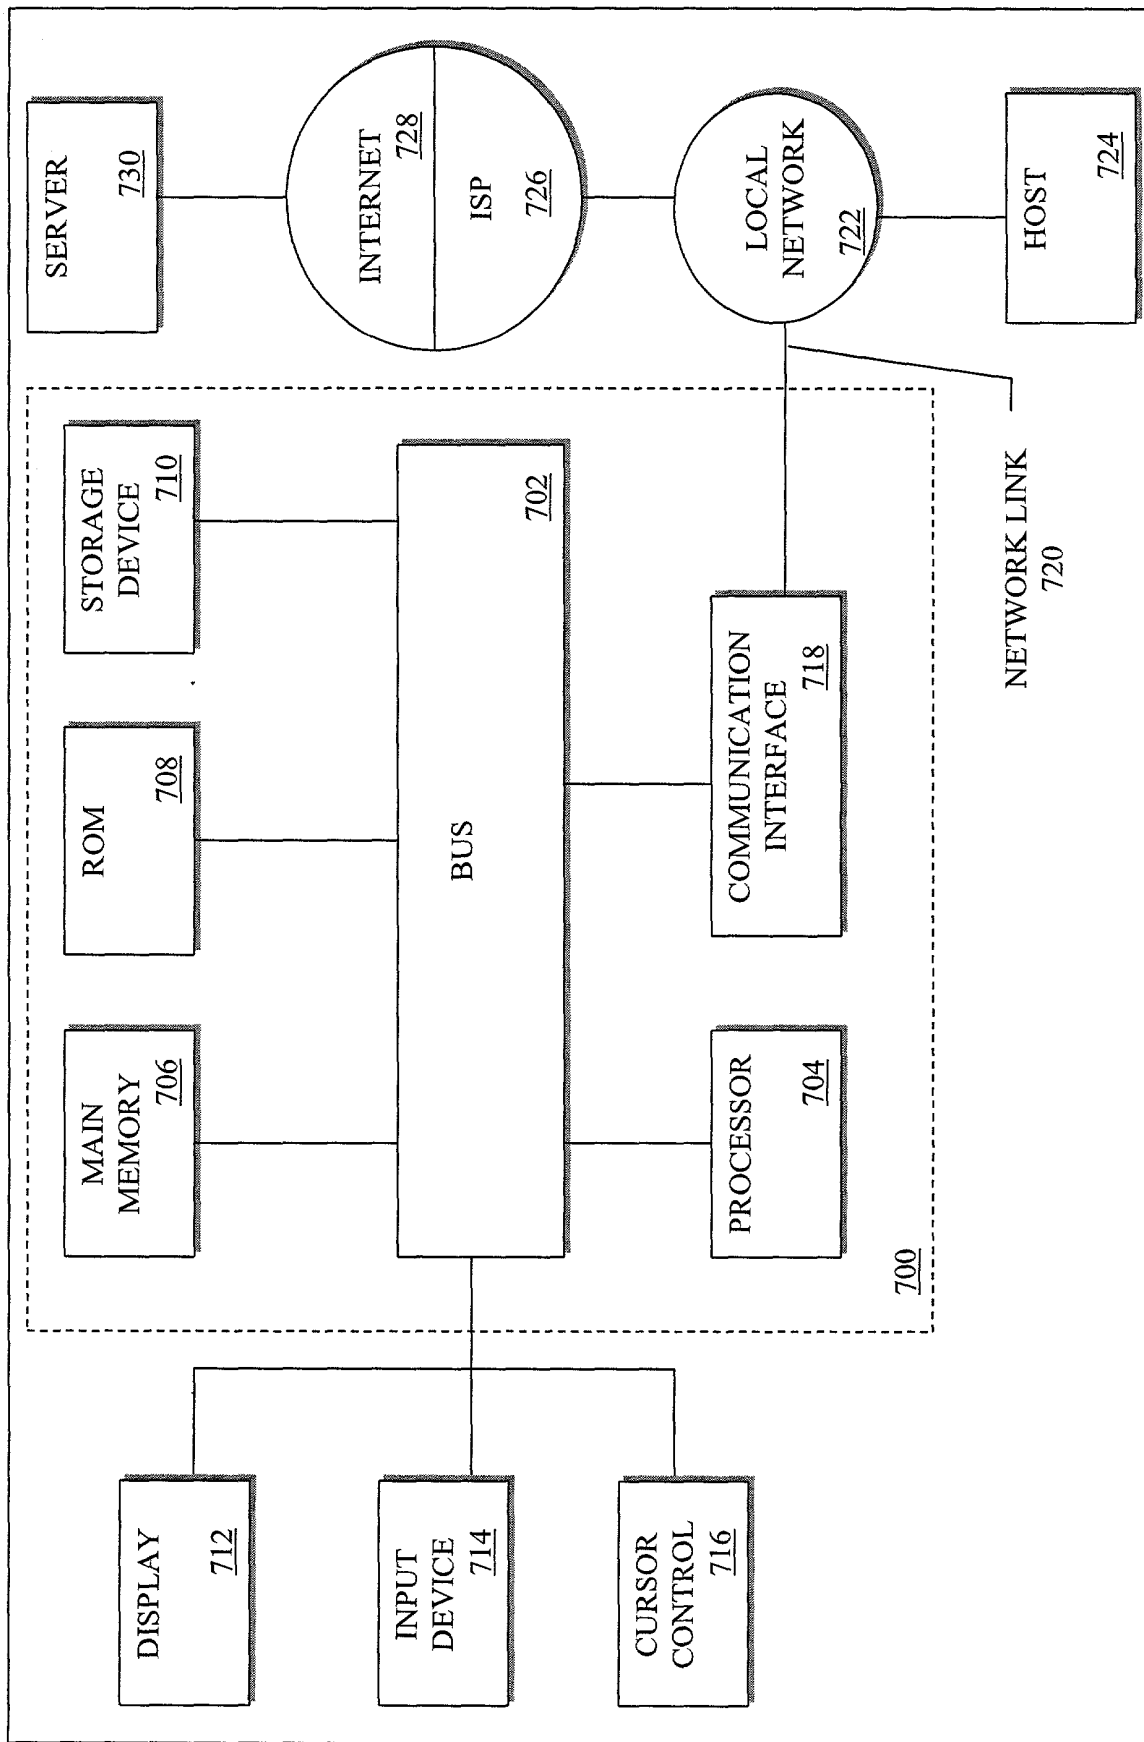 DISPLAY
712
INPUT
DEVICE
714
CURSOR
CONTROL
716
MAIN
MEMORY
706
ROM
708
STORAGE
DEVICE
710
BUS
702
PROCESSOR
704
COMMUNICATION
INTERFACE
718
700
NETWORK LINK
720
SERVER
730
INTERNET
728
ISP
726
LOCAL
NETWORK
722
HOST
724